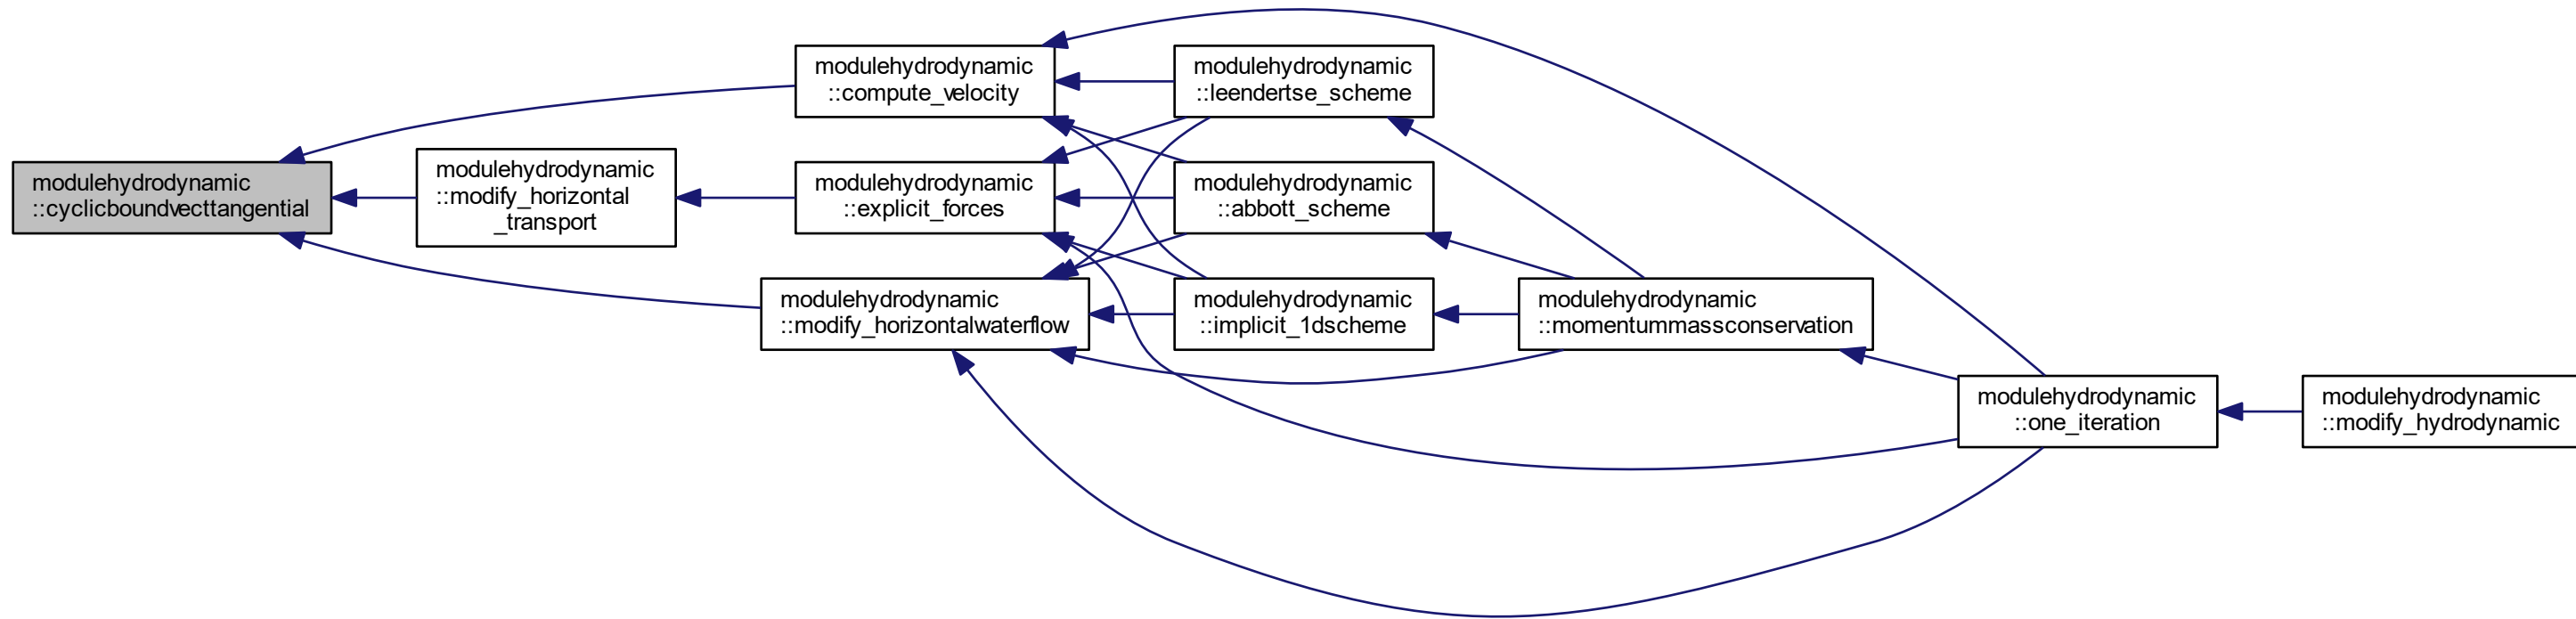 modulehydrodynamic
::cyclicboundvecttangential
modulehydrodynamic
::modify_horizontal
_transport
modulehydrodynamic
::compute_velocity
modulehydrodynamic
::explicit_forces
modulehydrodynamic
::modify_horizontalwaterflow
modulehydrodynamic
::leendertse_scheme
modulehydrodynamic
::abbott_scheme
modulehydrodynamic
::implicit_1dscheme
modulehydrodynamic
::momentummassconservation
modulehydrodynamic
::one_iteration
modulehydrodynamic
::modify_hydrodynamic